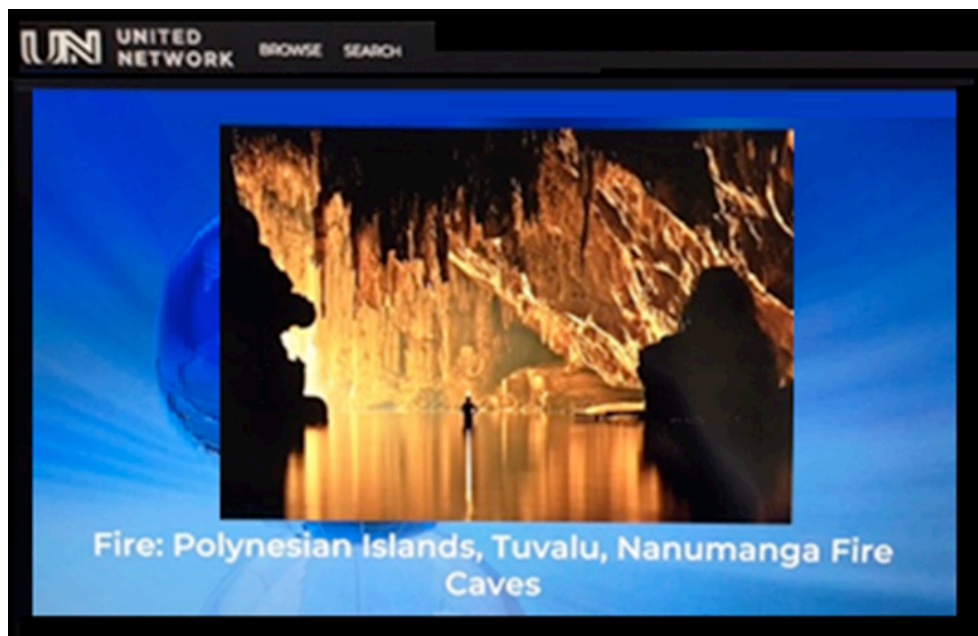 UN UNITED NETWORK BROWSE SEARCH
Fire: Polynesian Islands, Tuvalu, Nanumanga Fire
Caves